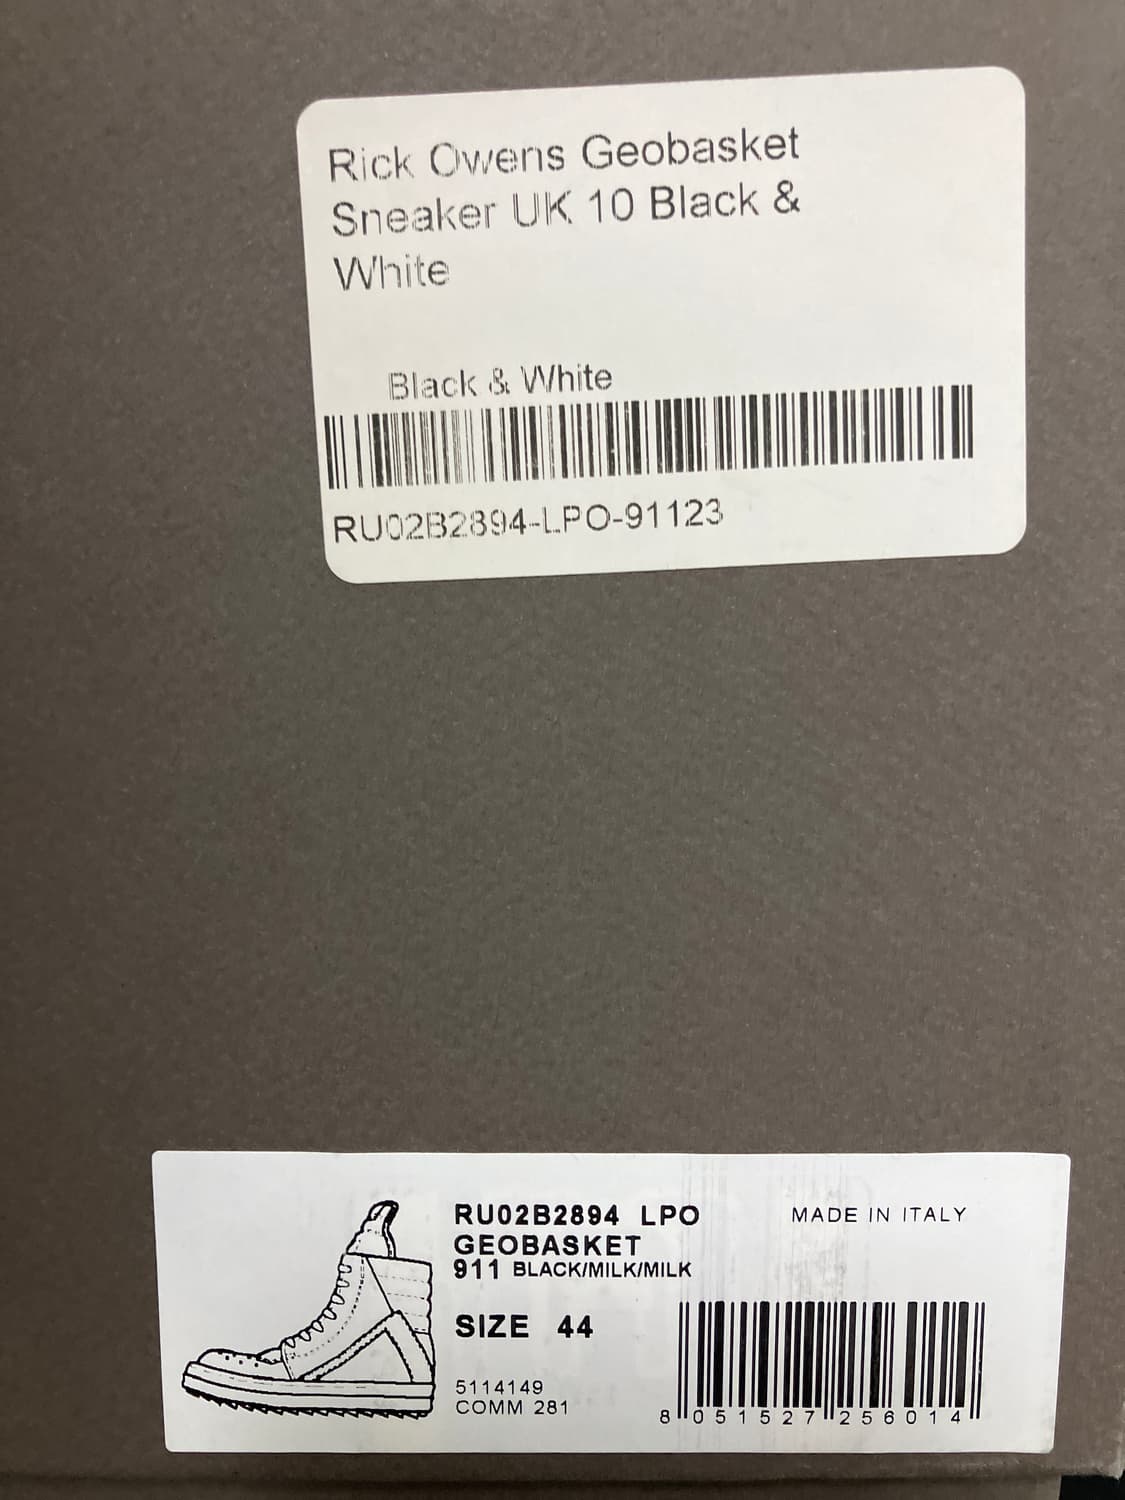 Rick Owens Geobasket
Sneaker UK 10 Black &
White
Black & White
RU02B2894-LPO-91123
RU02B2894 LPO
MADE IN ITALY
GEOBASKET
911 BLACK/MILK/MILK
SIZE 44
5114149
COMM 281
8 051527 256014